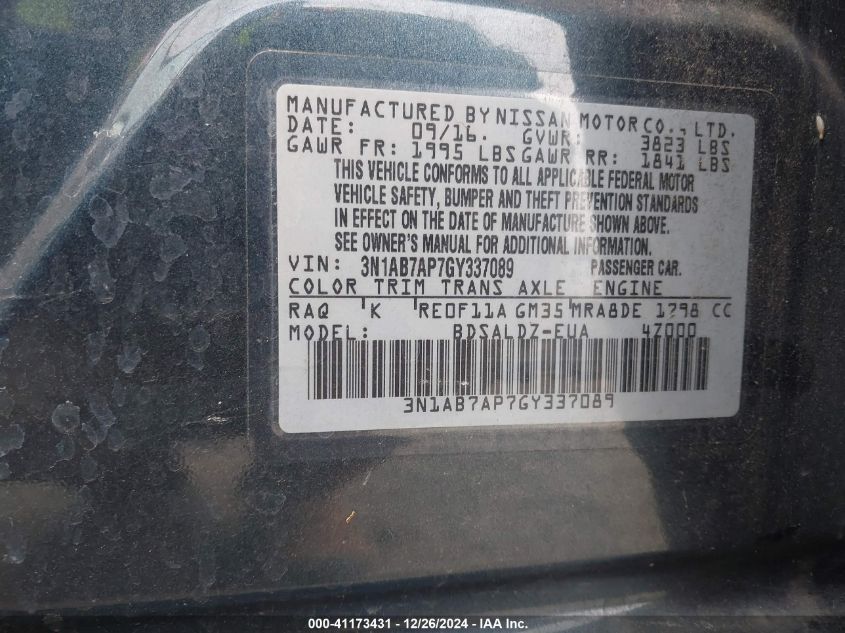 MANUFACTURED BY NISSAN MOTOR CO., LTD.
DATE: 09/16. GVWR: 3823 LBS
GAWR FR: 1995 LBS GAWR RR: 1841 LBS
THIS VEHICLE CONFORMS TO ALL APPLICABLE FEDERAL MOTOR
VEHICLE SAFETY, BUMPER AND THEFT PREVENTION STANDARDS
IN EFFECT ON THE DATE OF MANUFACTURE SHOWN ABOVE.
SEE OWNER'S MANUAL FOR ADDITIONAL INFORMATION.
VIN: 3N1AB7AP7GY337089 PASSENGER CAR.
COLOR TRIM TRANS AXLE ENGINE
RAQ K RE0F11A GM35 MRA8DE 1798 CC
MODEL: BDSALDZ-EUA 4Z000
3N1AB7AP7GY337089
000-41173431 - 12/26/2024 - IAA Inc.